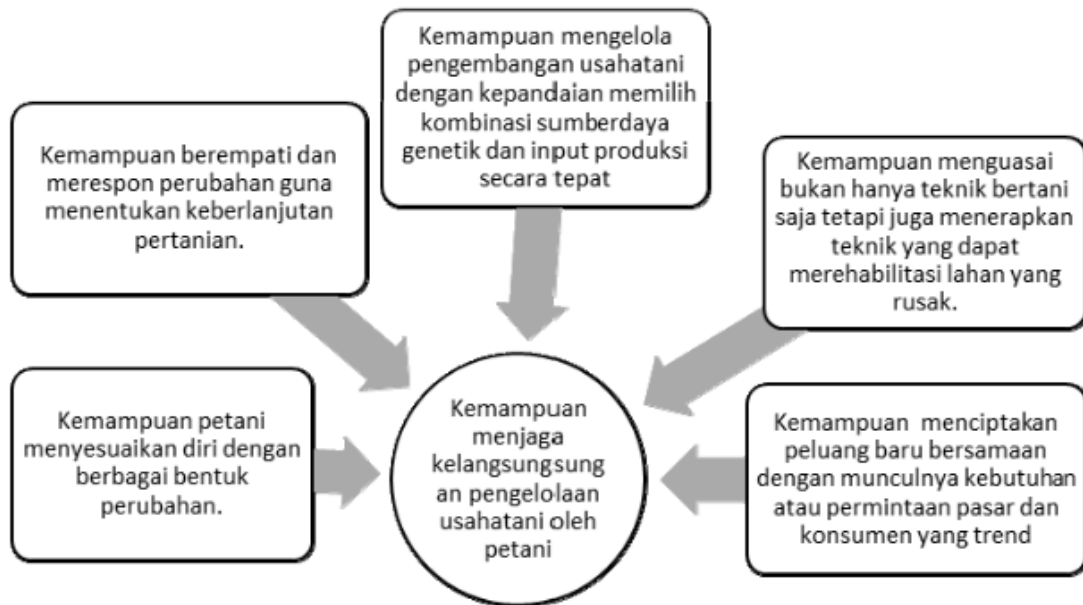 Kemampuan mengelola
pengembangan usahatani
dengan kepandaian memilih
kombinasi sumberdaya
genetik dan input produksi
secara tepat
Kemampuan berempati dan
merespon perubahan guna
menentukan keberlanjutan
pertanian.
Kemampuan menguasai
bukan hanya teknik bertani
saja tetapi juga menerapkan
teknik yang dapat
merehabilitasi lahan yang
rusak.
Kemampuan petani
menyesuaikan diri dengan
berbagai bentuk
perubahan.
Kemampuan
menjaga
kelangsungsung
an pengelolaan
usahatani oleh
petani
Kemampuan  menciptakan
peluang baru bersamaan
dengan munculnya kebutuhan
atau permintaan pasar dan
konsumen yang trend